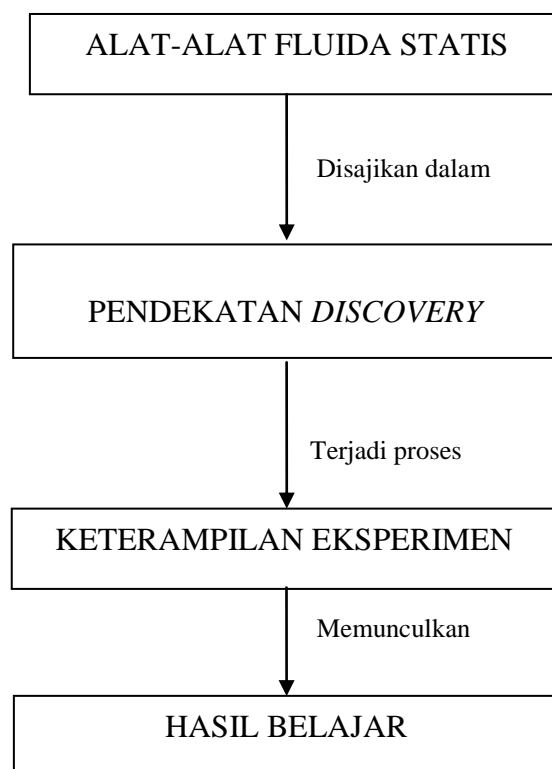 ALAT-ALAT FLUIDA STATIS
Disajikan dalam
PENDEKATAN DISCOVERY
Terjadi proses
KETERAMPILAN EKSPERIMEN
Memunculkan
HASIL BELAJAR